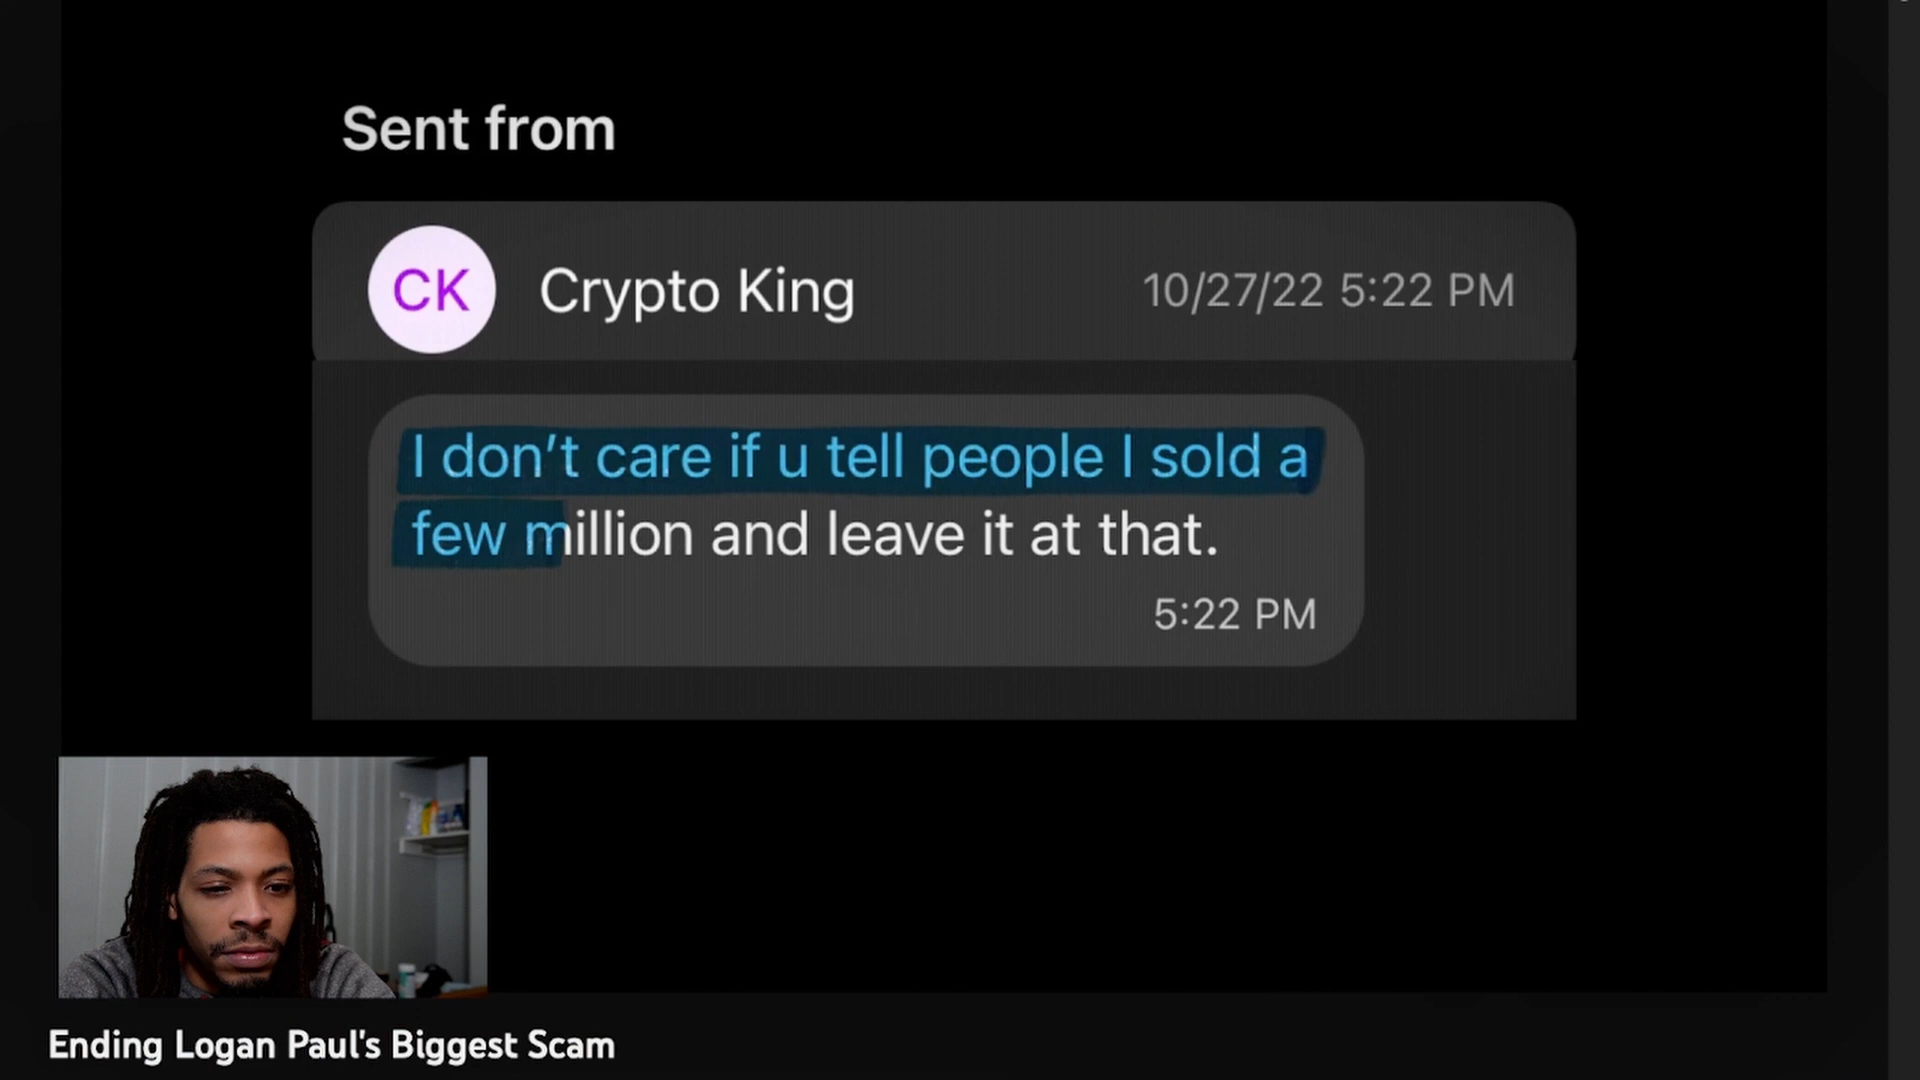 Sent from
CK
Crypto King
10/27/22 5:22 PM
I don’t care if u tell people I sold a
few million and leave it at that.
5:22 PM
Ending Logan Paul's Biggest Scam